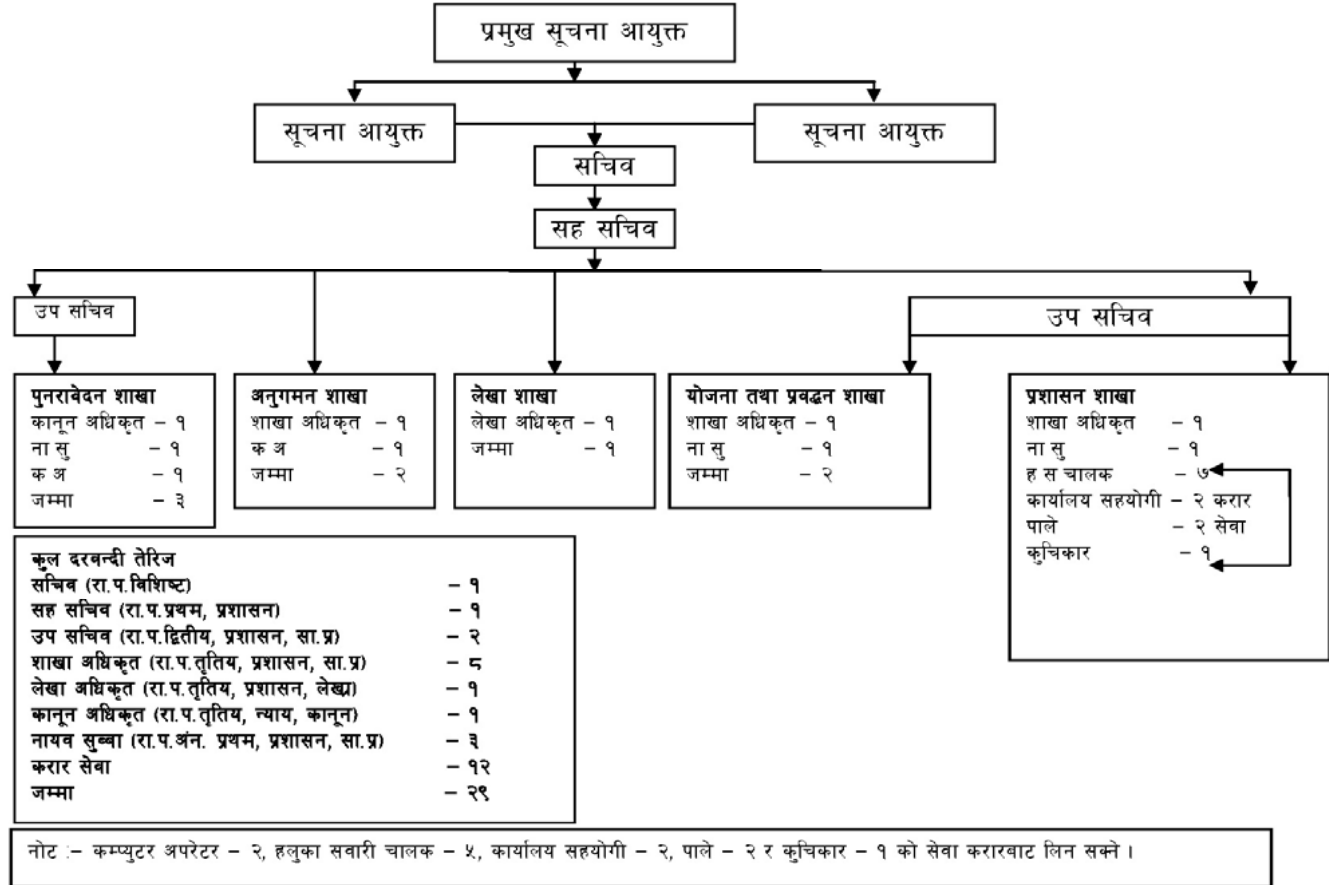 प्रमुख सूचना आयुक्त
सूचना आयुक्त
सूचना आयुक्त
सचिव
सह सचिव
उप सचिव
उप सचिव
पुनरावेदन शाखा
कानून अधिकृत – १
ना सु – १
क अ – १
जम्मा – ३
अनुगमन शाखा
शाखा अधिकृत – १
क अ – १
जम्मा – २
लेखा शाखा
लेखा अधिकृत – १
जम्मा – १
योजना तथा प्रवद्धन शाखा
शाखा अधिकृत – १
ना सु – १
जम्मा – २
प्रशासन शाखा
शाखा अधिकृत – १
ना सु – १
ह स चालक – ७
कार्यालय सहयोगी – २ करार
पाले – २ सेवा
कुचिकार – १
कुल दरवन्दी तेरिज
सचिव (रा.प.विशिष्ट) – १
सह सचिव (रा.प.प्रथम, प्रशासन) – १
उप सचिव (रा.प.द्वितीय, प्रशासन, सा.प्र) – २
शाखा अधिकृत (रा.प.तृतिय, प्रशासन, सा.प्र) – ८
लेखा अधिकृत (रा.प.तृतिय, प्रशासन, लेखा) – १
कानून अधिकृत (रा.प.तृतिय, न्याय, कानून) – १
नायव सुब्बा (रा.प.अंन. प्रथम, प्रशासन, सा.प्र) – ३
करार सेवा – १२
जम्मा – २९
नोट :– कम्प्युटर अपरेटर – २, हलुका सवारी चालक – ५, कार्यालय सहयोगी – २, पाले – २ र कुचिकार – १ को सेवा करारबाट लिन सक्ने ।